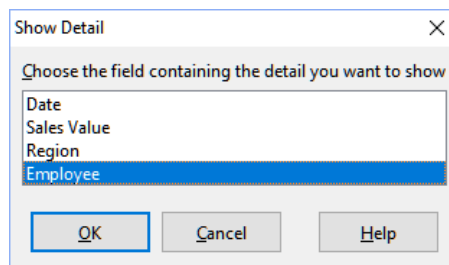 Show Detail
Choose the field containing the detail you want to show
Date
Sales Value
Region
Employee
OK
Cancel
Help